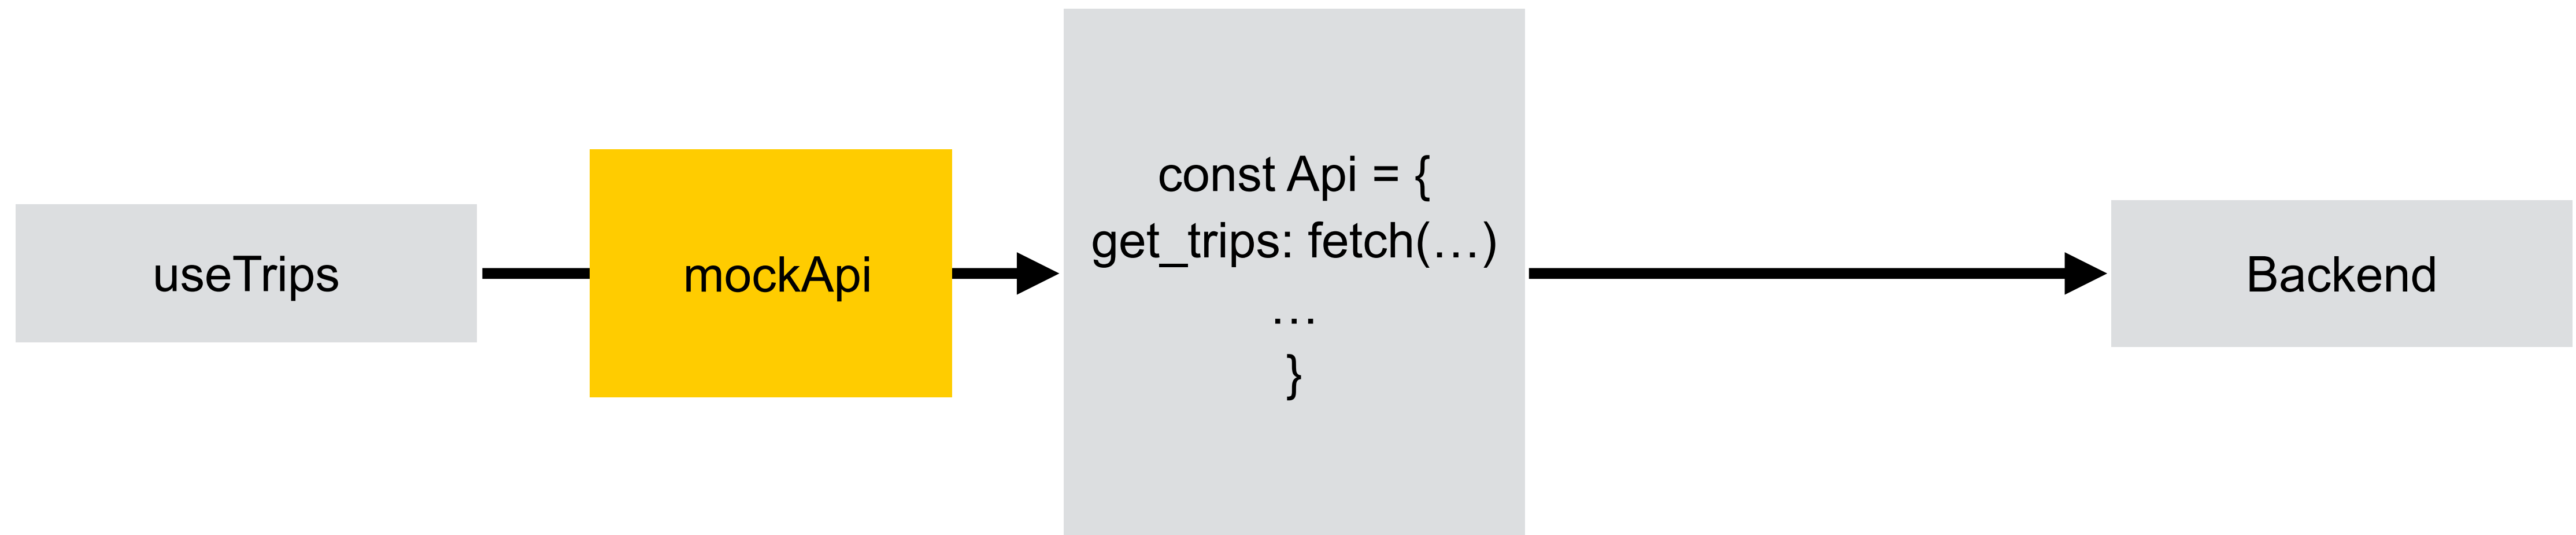 useTrips
mockApi
const Api = {
get_trips: fetch(…)
…
}
Backend